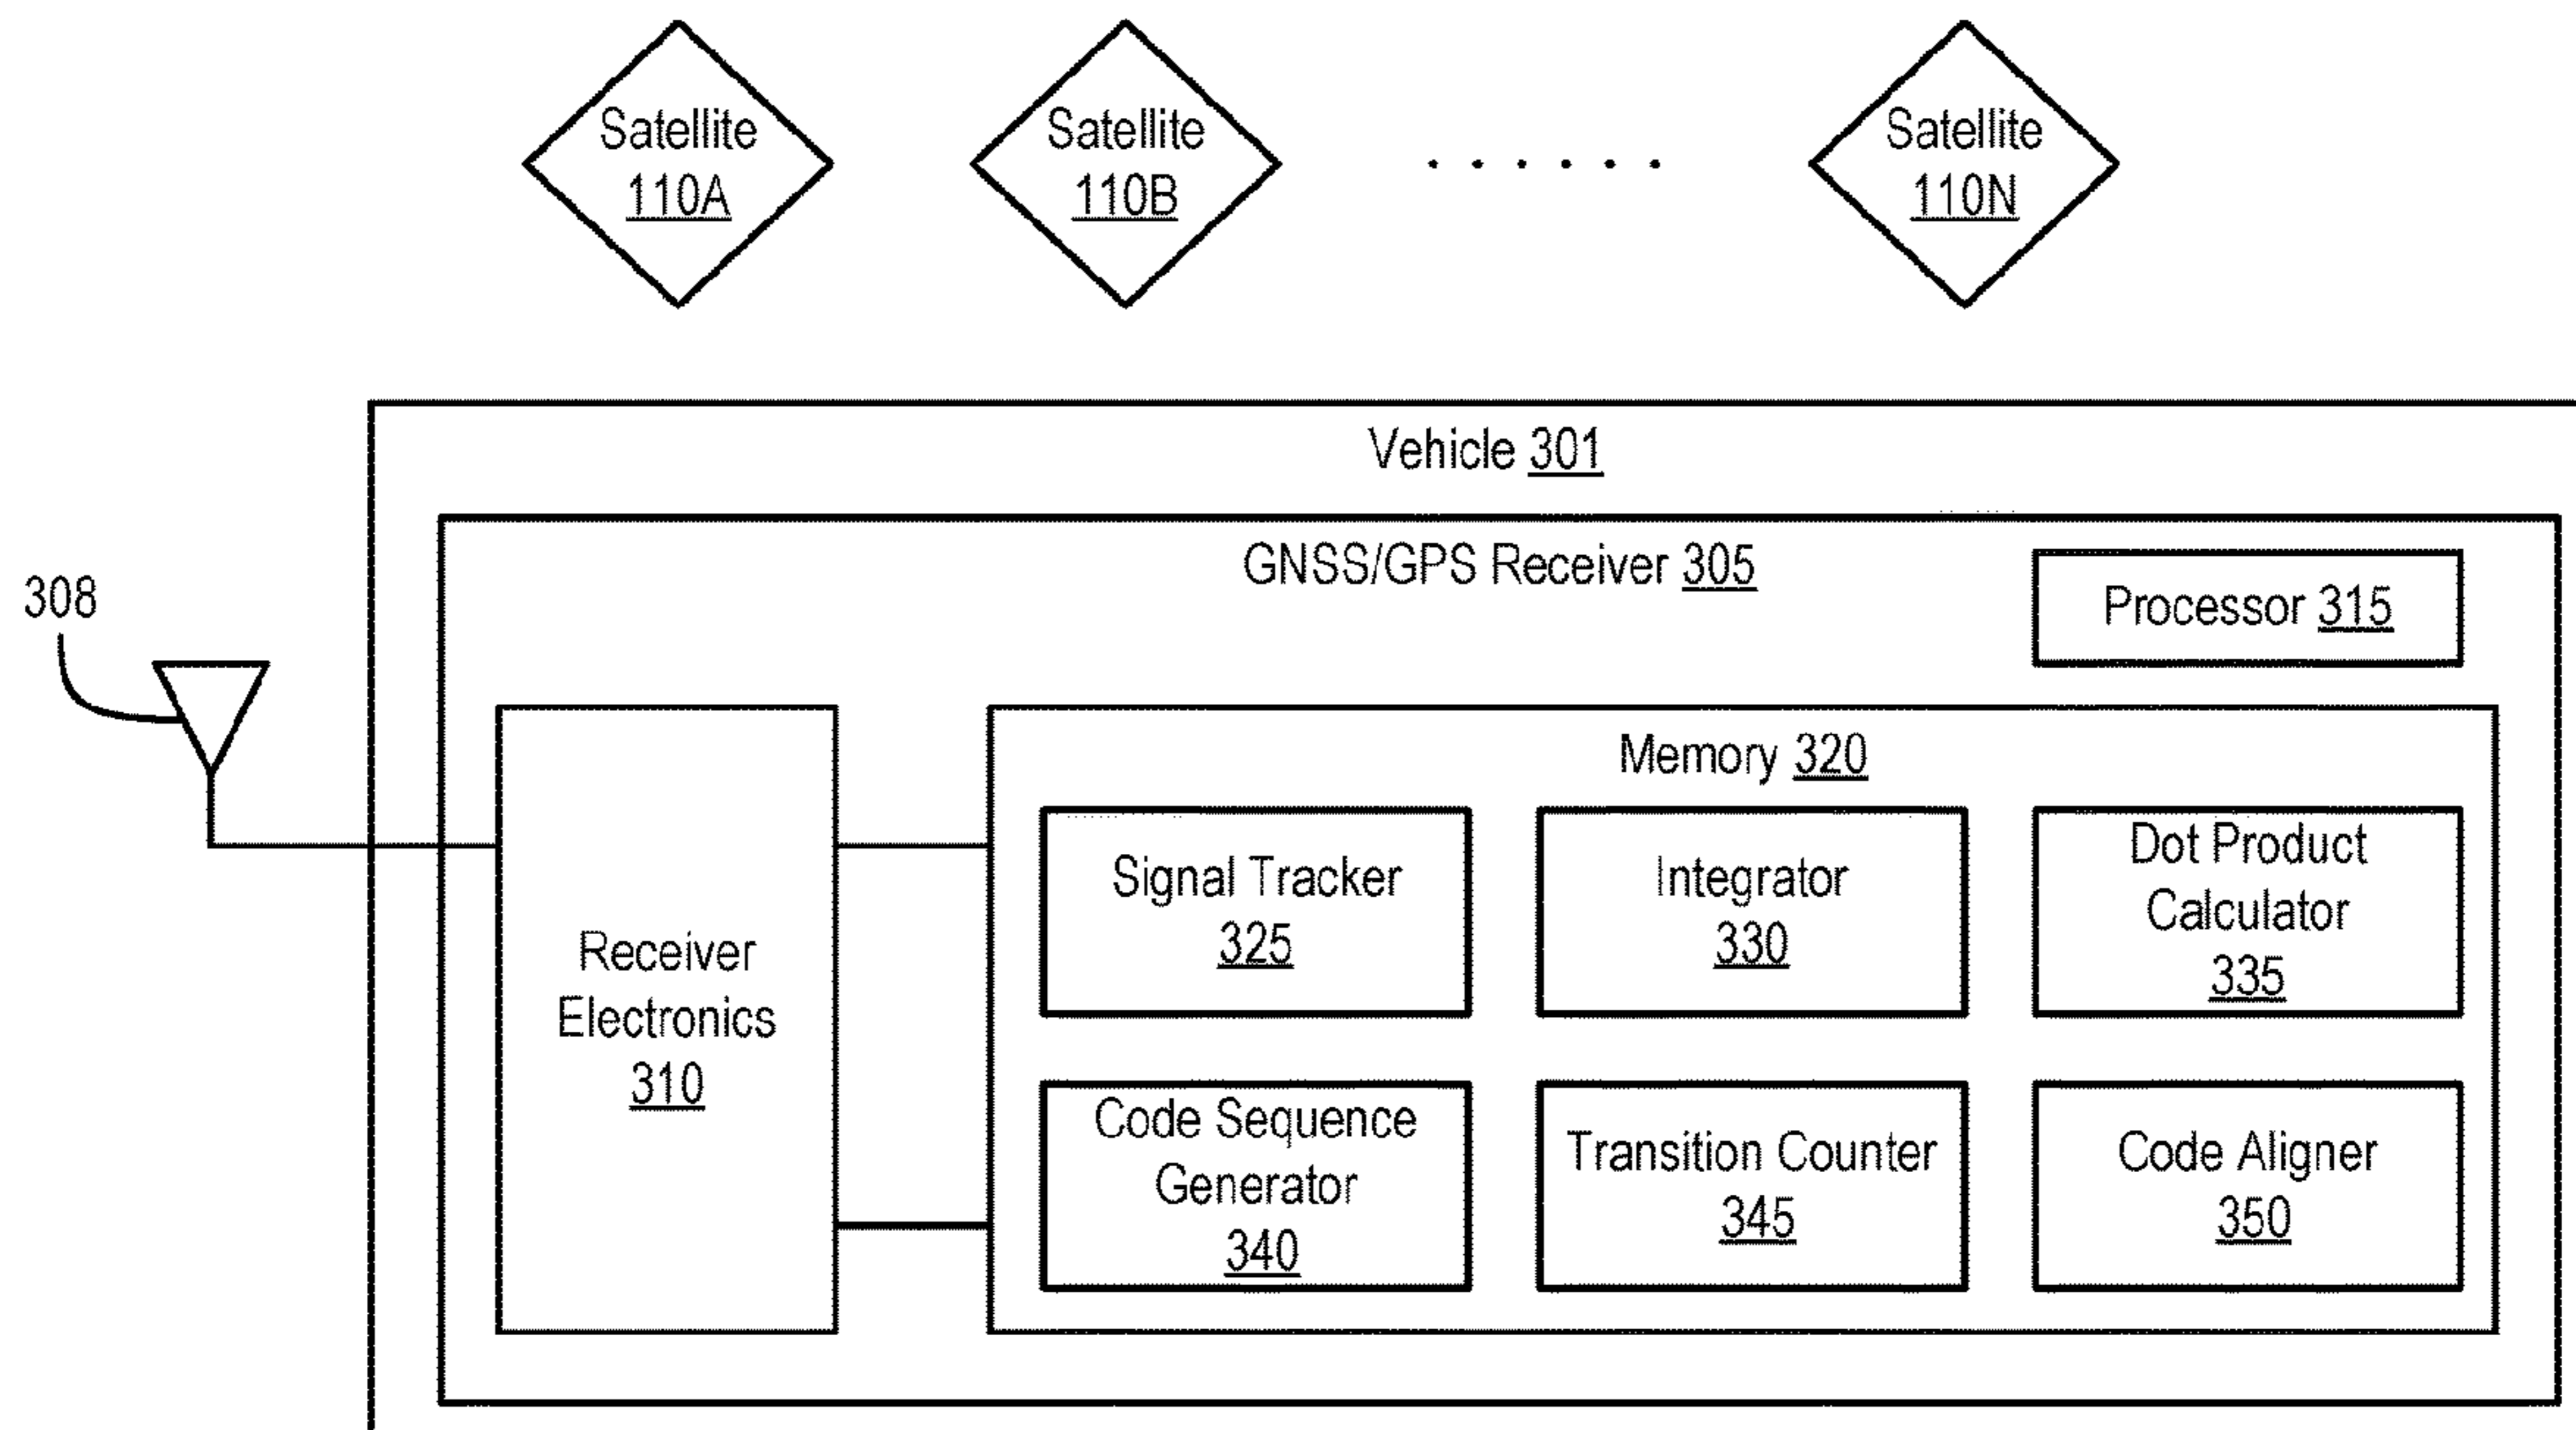 Satellite
110A
Satellite
110B
Satellite
110N
Vehicle 301
GNSS/GPS Receiver 305
Processor 315
308
Memory 320
Receiver
Electronics
310
Signal Tracker
325
Integrator
330
Dot Product
Calculator
335
Code Sequence
Generator
340
Transition Counter
345
Code Aligner
350